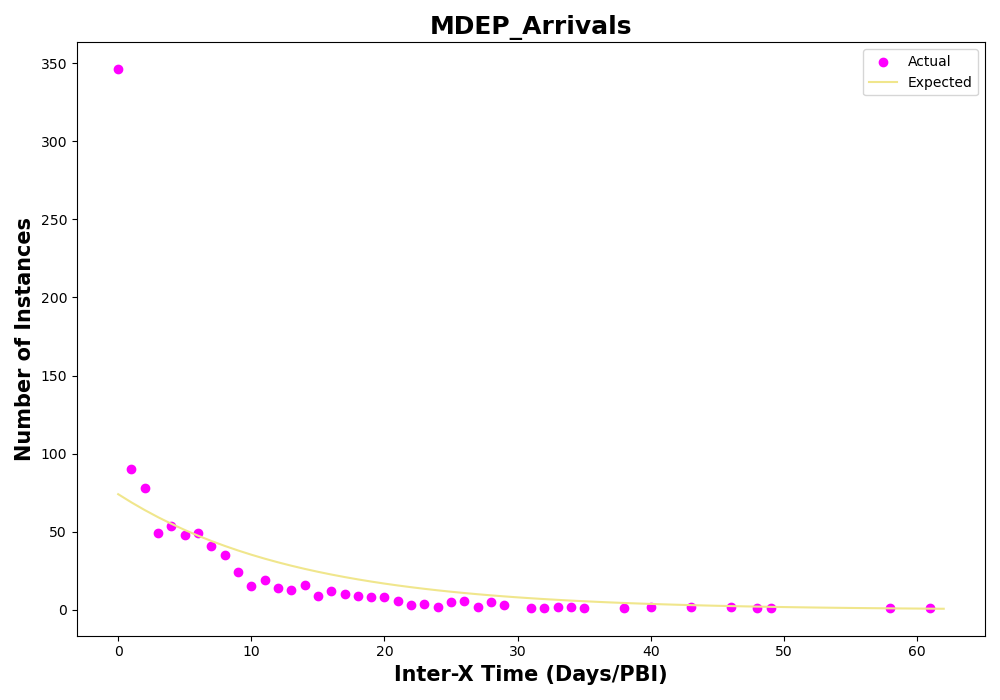 MDEP_Arrivals
Number of Instances
350
300
250
200
150
100
50
0
Actual
Expected
0 10 20 30 40 50 60
Inter-X Time (Days/PBI)